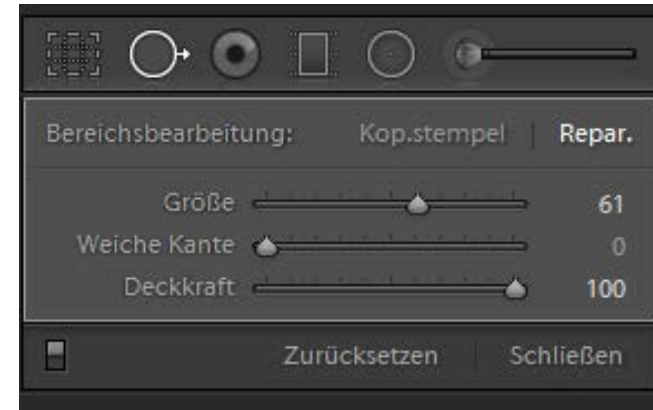 Bereichsbearbeitung: Kop.stempel Repar.
Größe 61
Weiche Kante 0
Deckkraft 100
Zurücksetzen Schließen